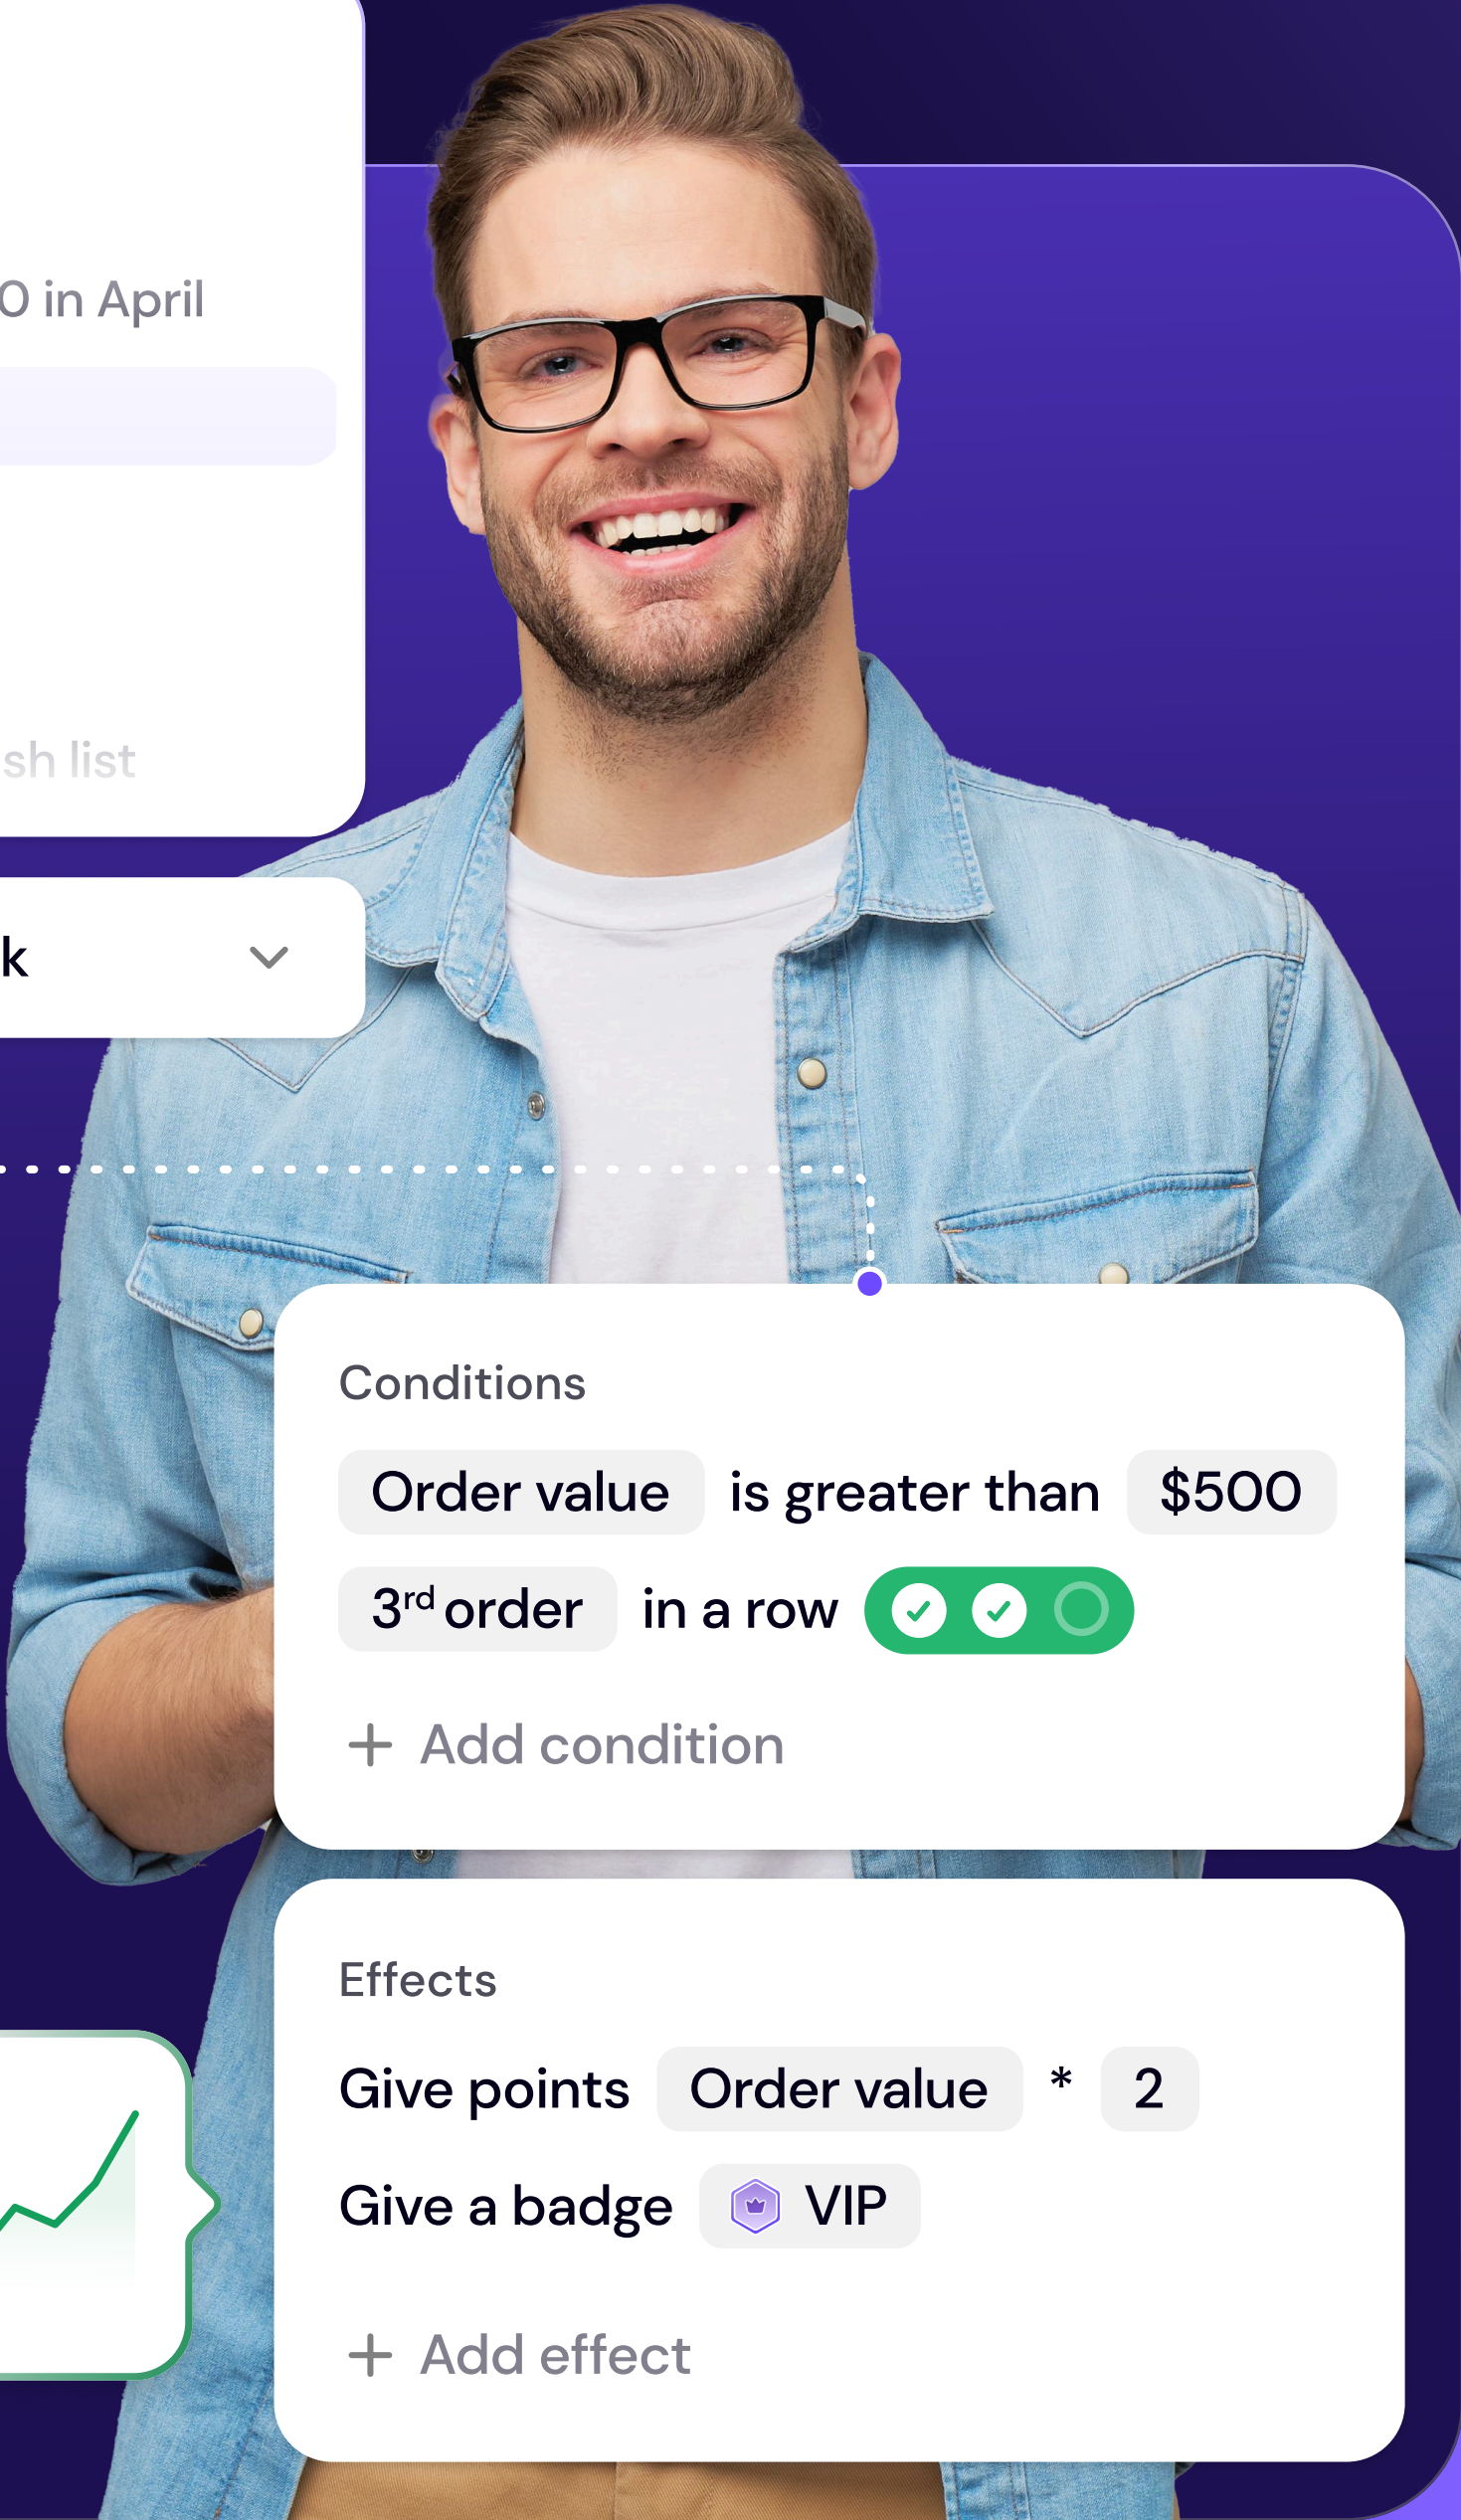 0 in April
sh list
k
Conditions
Order value is greater than $500
3rd order in a row
+ Add condition
Effects
Give points Order value * 2
Give a badge VIP
+ Add effect